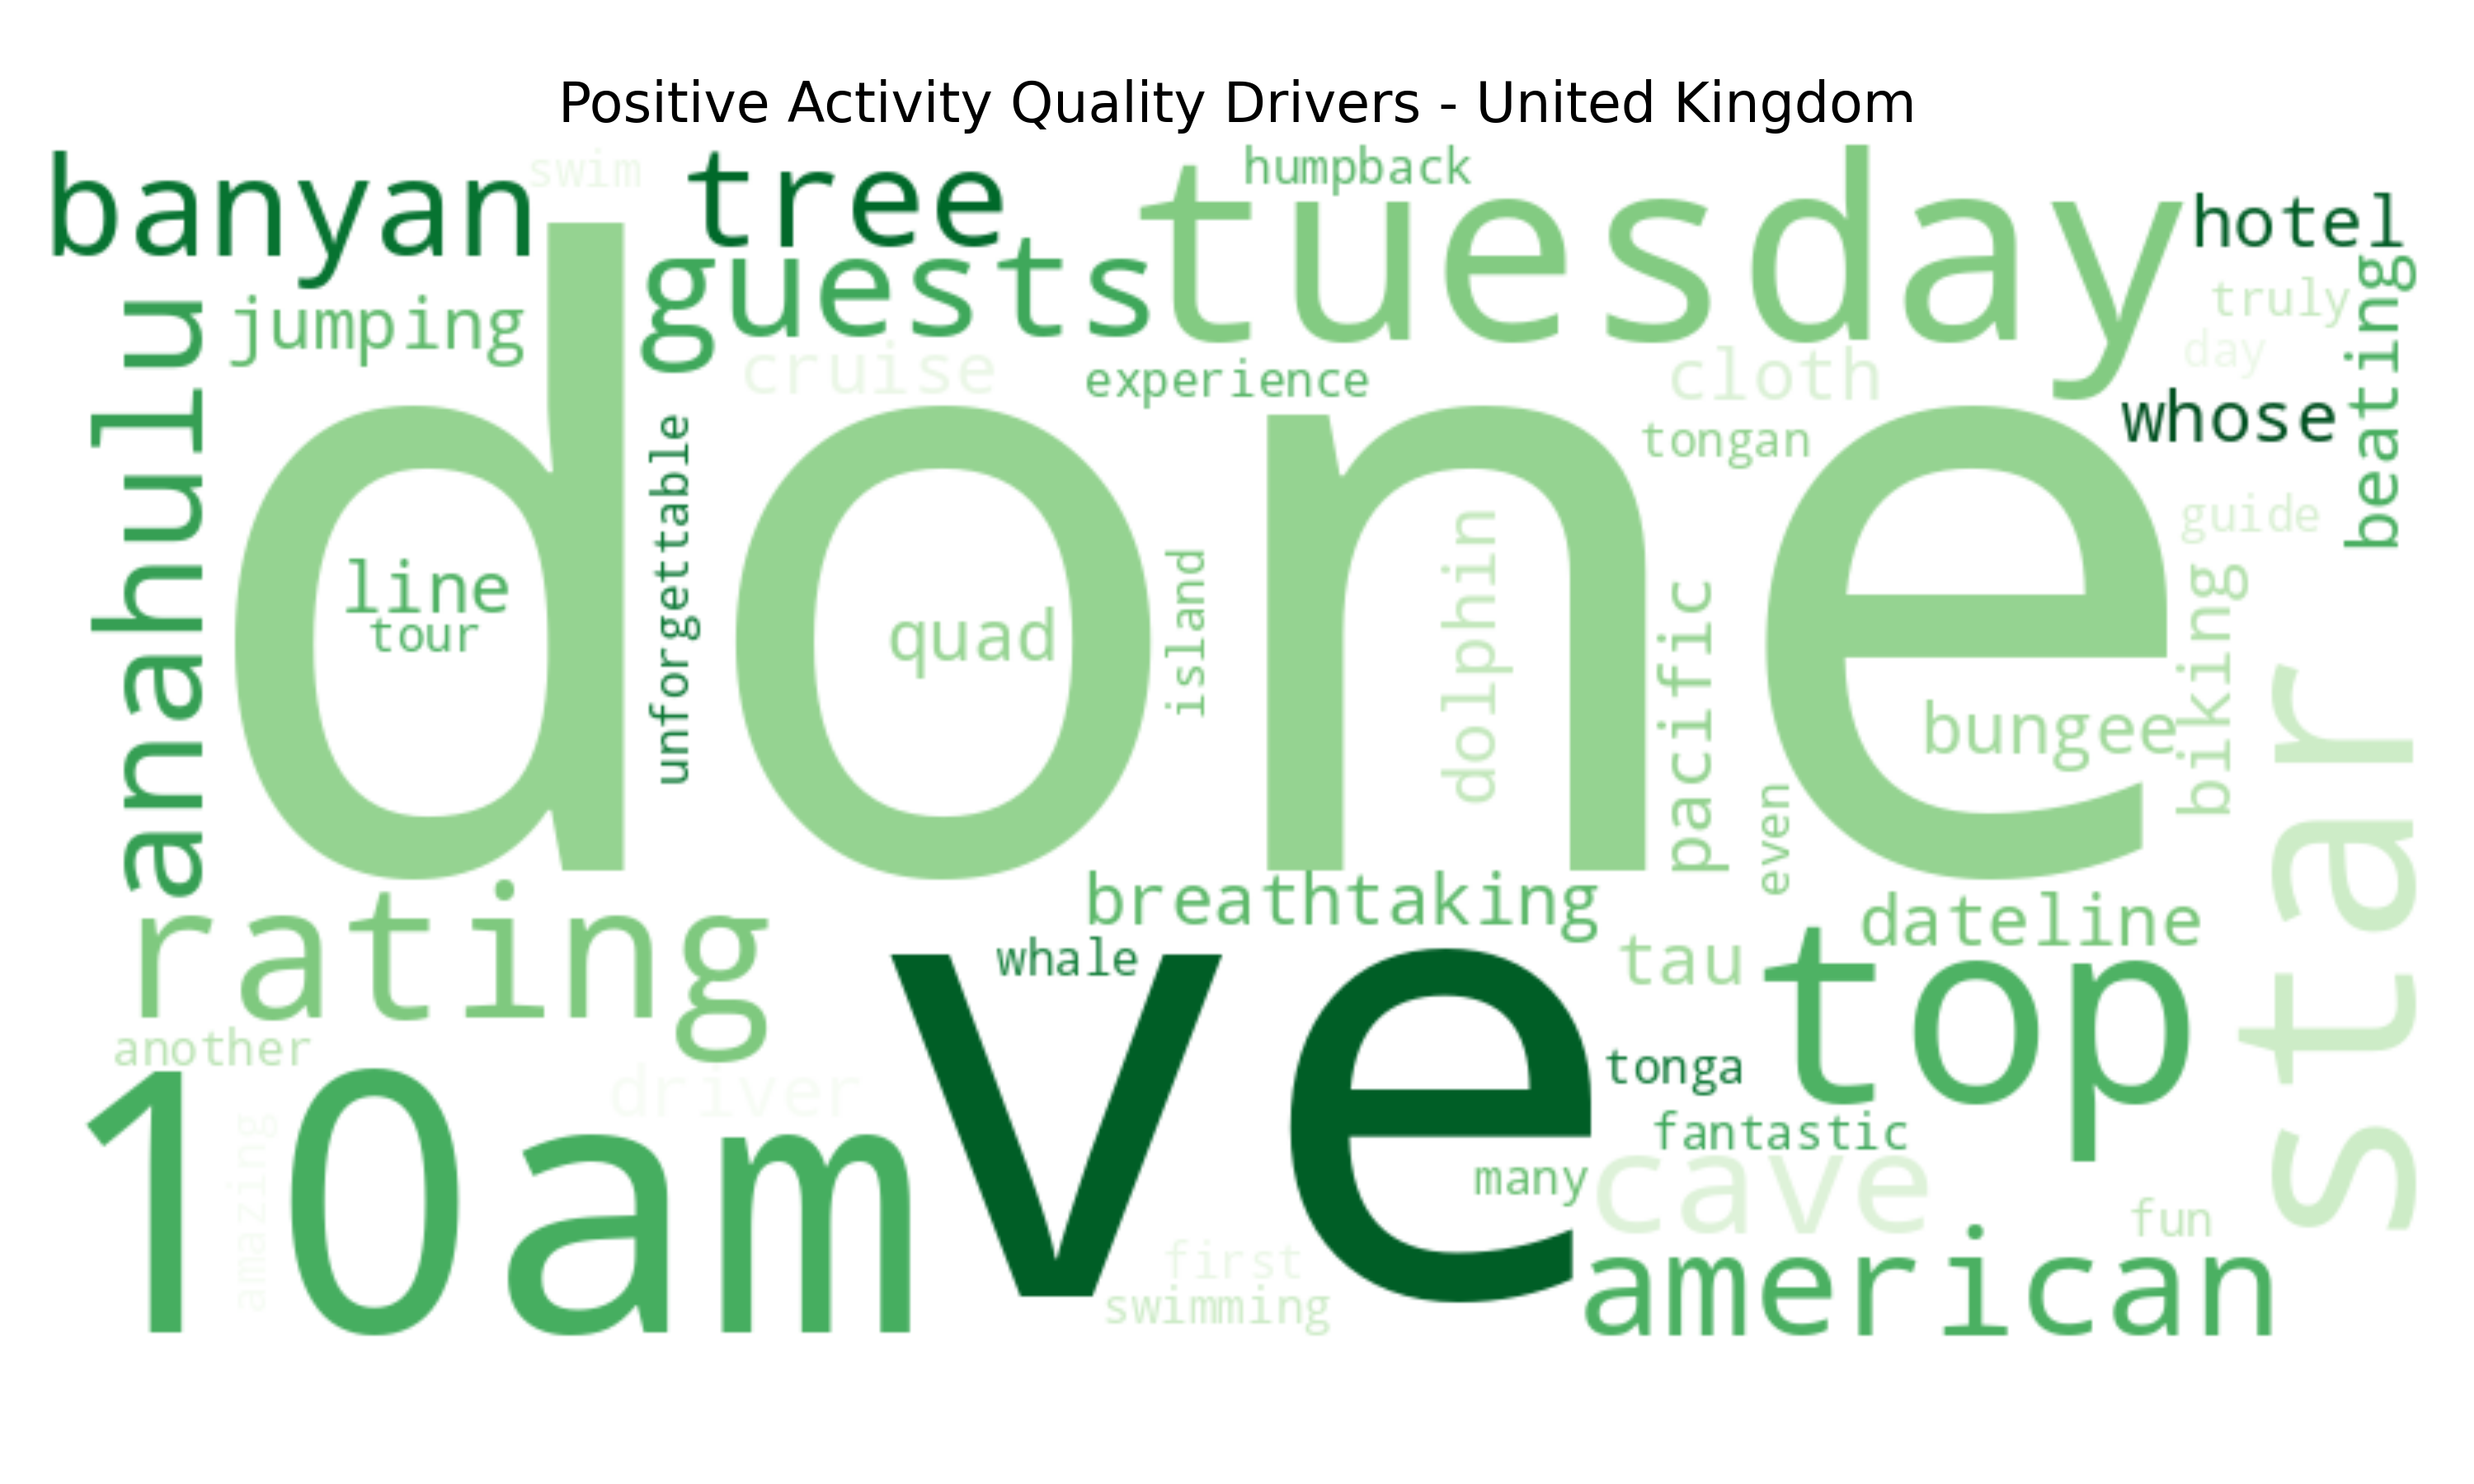 Positive Activity Quality Drivers - United Kingdom
banyan
swim
tree
humpback
tuesday
hotel
jumping
guests
truly
day
beating
cruise
experience
cloth
whose
tongan
anahulu
done
unforgettable
guide
line
tour
quad
island
dolphin
pacific
bungee
biking
even
star
rating
breathtaking
dateline
whale
ve
tau
top
another
driver
tonga
10am
amazing
fantastic
many
cave
fun
first
swimming
american